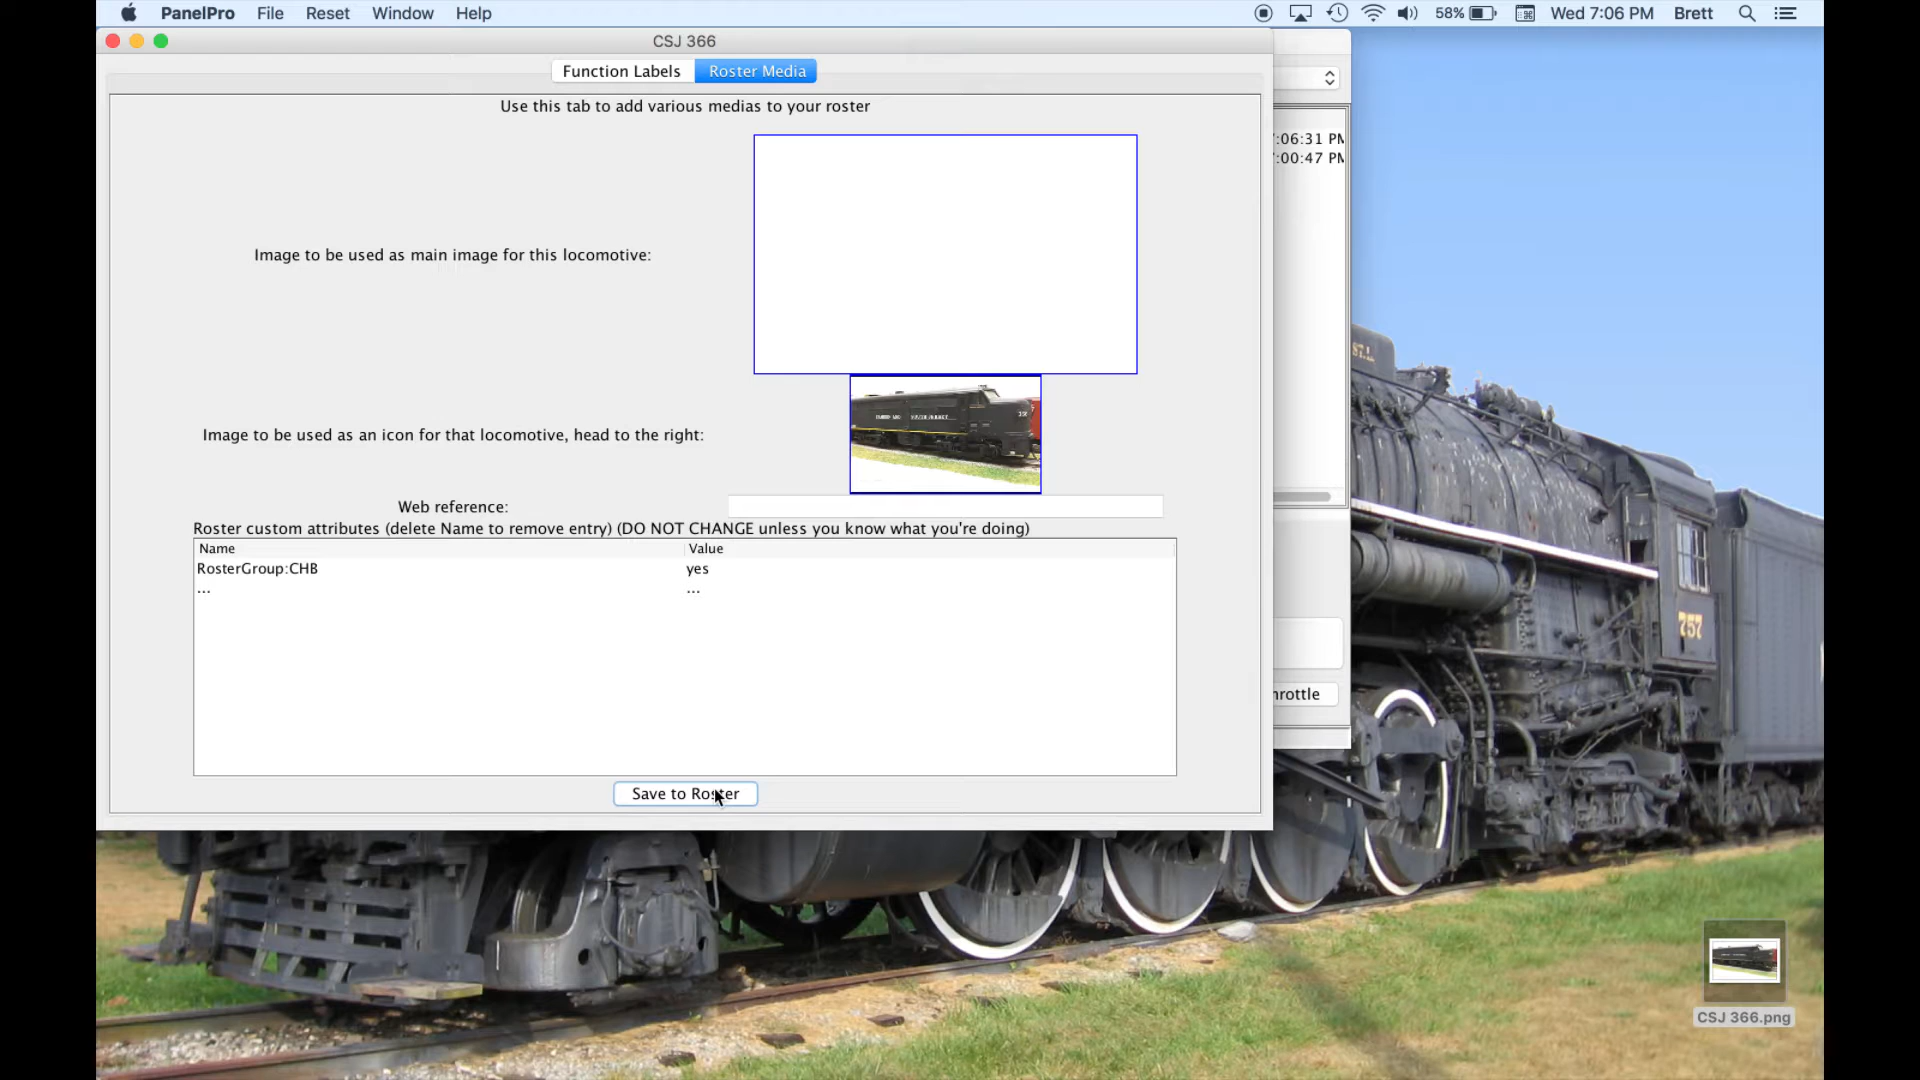 PanelPro File Reset Window Help 58% Wed 7:06 PM Brett
CSJ 366
Function Labels Roster Media
Use this tab to add various medias to your roster
:06:31 PM
:00:47 PM
Image to be used as main image for this locomotive:
Image to be used as an icon for that locomotive, head to the right:
Web reference:
Roster custom attributes (delete Name to remove entry) (DO NOT CHANGE unless you know what you're doing)
Name Value
RosterGroup:CHB yes
... ...
Save to Roster
hrottle
ST.L.
757
CSJ 366.png